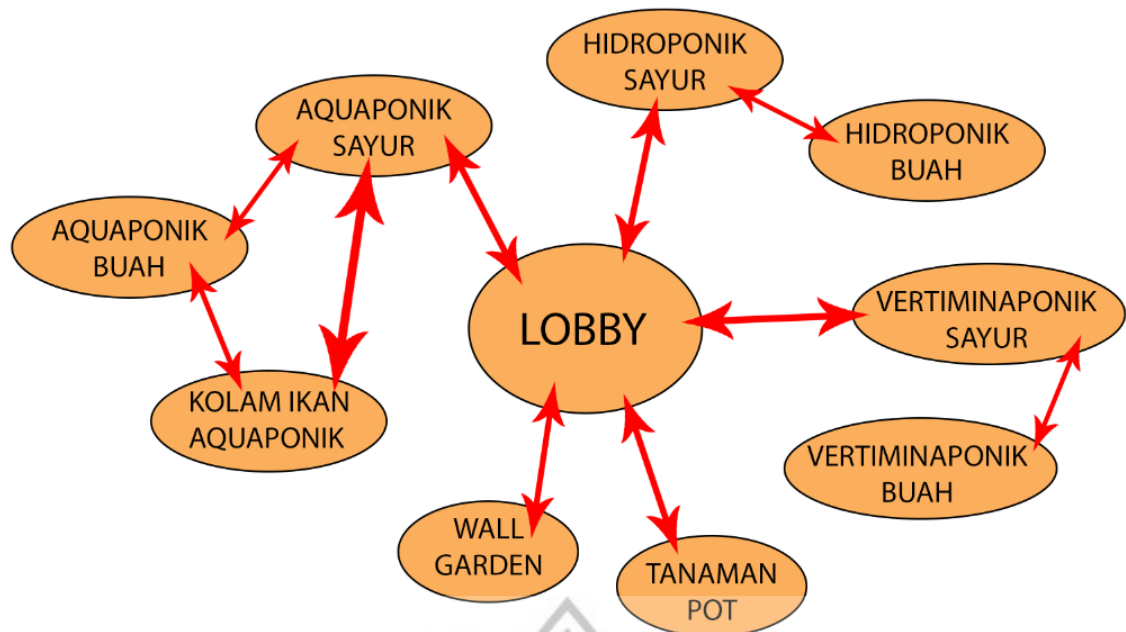 HIDROPONIK
SAYUR
AQUAPONIK
SAYUR
HIDROPONIK
BUAH
AQUAPONIK
BUAH
LOBBY
VERTIMINAPONIK
SAYUR
KOLAM IKAN
AQUAPONIK
VERTIMINAPONIK
BUAH
WALL
GARDEN
TANAMAN
POT